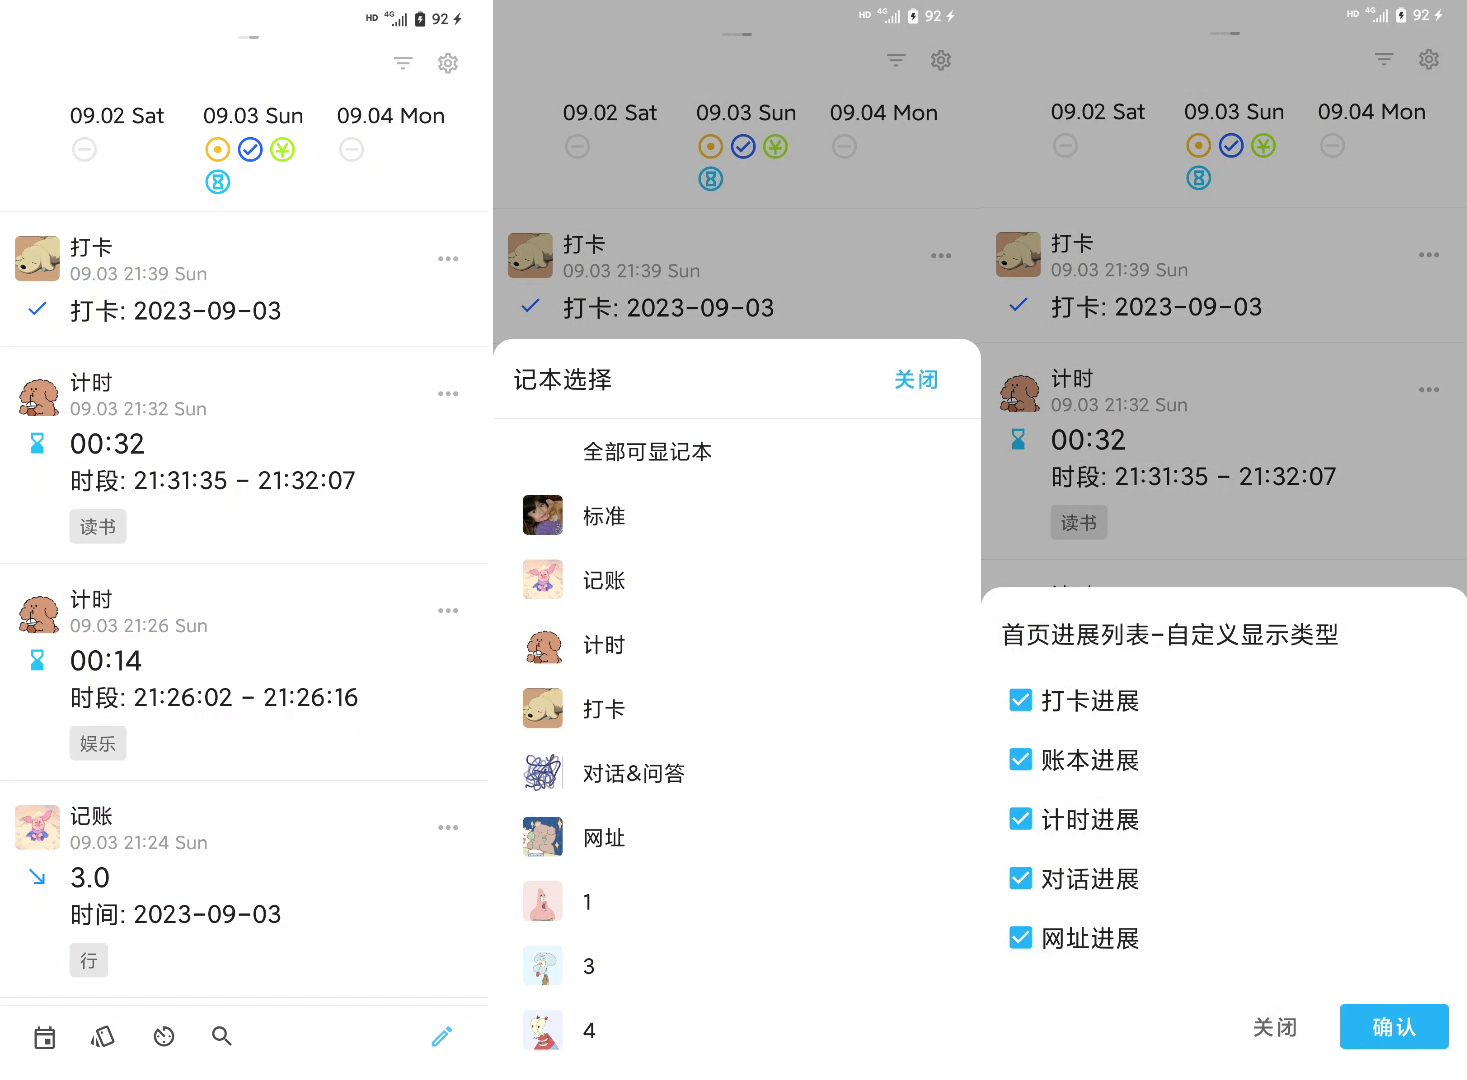 HD 4G 92
09.02 Sat 09.03 Sun 09.04 Mon
打卡
09.03 21:39 Sun
打卡: 2023-09-03
计时
09.03 21:32 Sun
00:32
时段: 21:31:35 - 21:32:07
读书
计时
09.03 21:26 Sun
00:14
时段: 21:26:02 - 21:26:16
娱乐
记账
09.03 21:24 Sun
3.0
时间: 2023-09-03
行
HD 4G 92
09.02 Sat 09.03 Sun 09.04 Mon
打卡
09.03 21:39 Sun
打卡: 2023-09-03
记本选择 关闭
全部可显记本
标准
记账
计时
打卡
对话&问答
网址
1
3
4
HD 4G 92
09.02 Sat 09.03 Sun 09.04 Mon
打卡
09.03 21:39 Sun
打卡: 2023-09-03
计时
09.03 21:32 Sun
00:32
时段: 21:31:35 - 21:32:07
读书
首页进展列表-自定义显示类型
打卡进展
账本进展
计时进展
对话进展
网址进展
关闭 确认